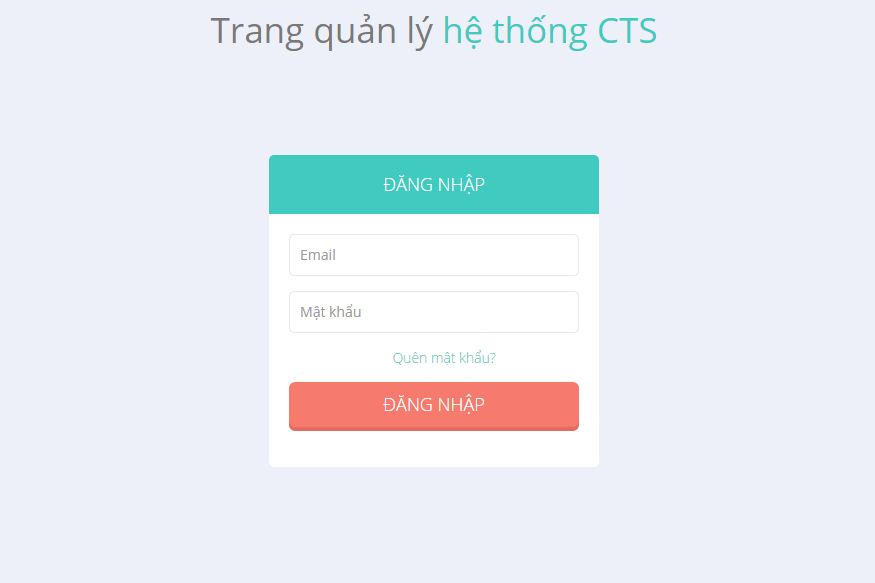 Trang quản lý hệ thống CTS
ĐĂNG NHẬP
Email
Mật khẩu
Quên mật khẩu?
ĐĂNG NHẬP